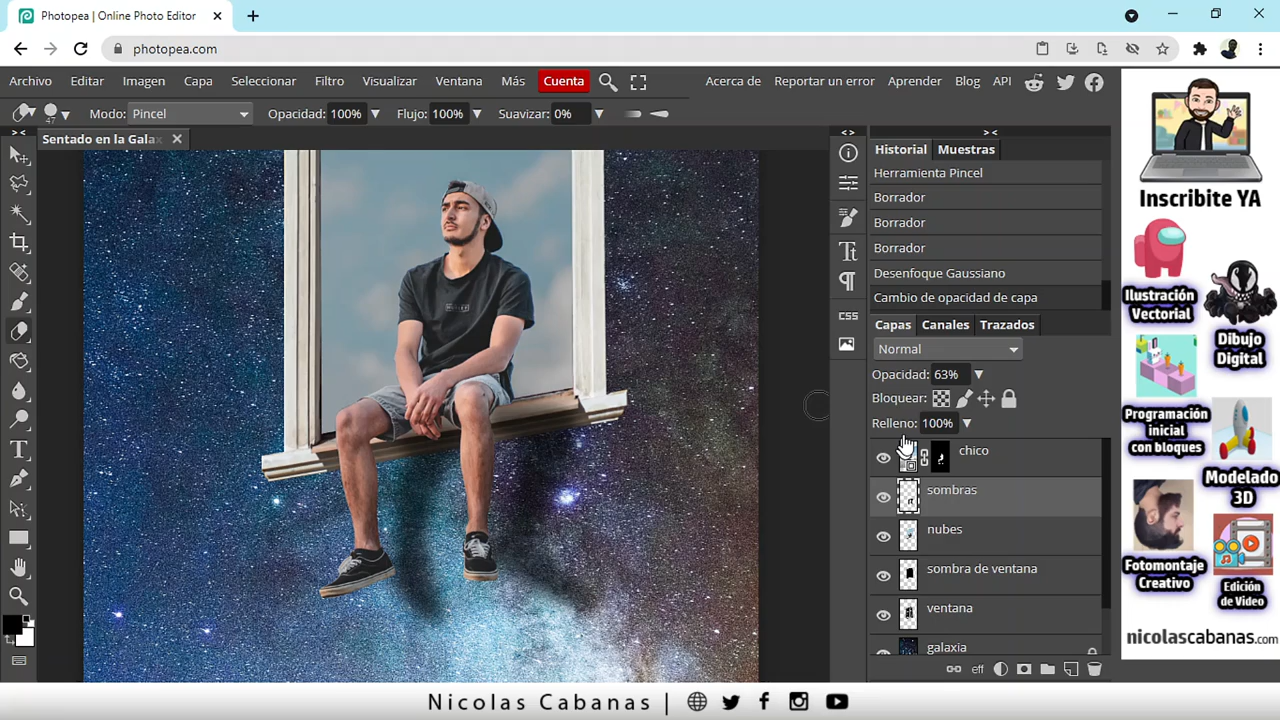 Photopea | Online Photo Editor
photopea.com
Archivo Editar Imagen Capa Seleccionar Filtro Visualizar Ventana Más Cuenta Acerca de Reportar un error Aprender Blog API
47 Modo: Pincel Opacidad: 100% Flujo: 100% Suavizar: 0%
Sentado en la Gala
Historial Muestras
Herramienta Pincel
Borrador
Borrador
Borrador
Desenfoque Gaussiano
Cambio de opacidad de capa
Capas Canales Trazados
Normal
Opacidad: 63%
Bloquear:
Relleno: 100%
chico
sombras
nubes
sombra de ventana
ventana
galaxia
CSS
eff
Inscribite YA
Ilustración
Vectorial
Dibujo
Digital
Programación
inicial
con bloques
Modelado
3D
Fotomontaje
Creativo
Edición
de Video
nicolascabanas.com
Nicolas Cabanas |